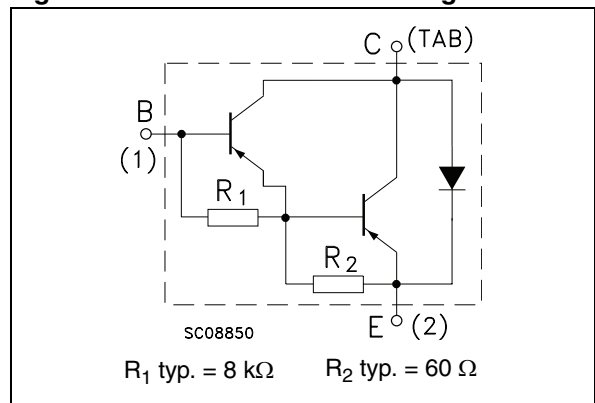 C (TAB)
B
(1)
R1
R2
SC08850
E (2)
R1 typ. = 8 kΩ R2 typ. = 60 Ω